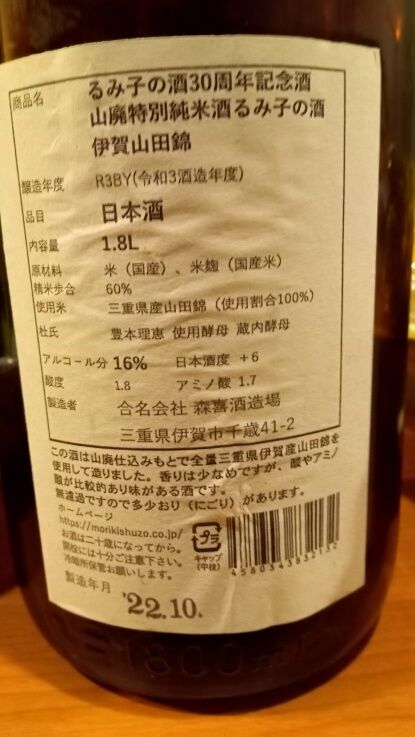 商品名 るみ子の酒30周年記念酒
山廃特別純米酒るみ子の酒
伊賀山田錦
醸造年度 R3BY(令和3酒造年度)
品目 日本酒
内容量 1.8L
原材料 米(国産)、米麹(国産米)
精米歩合 60%
使用米 三重県産山田錦(使用割合100%)
杜氏 豊本理恵 使用酵母 蔵内酵母
アルコール分 16% 日本酒度 +6
酸度 1.8 アミノ酸 1.7
製造者 合名会社 森喜酒造場
三重県伊賀市千歳41-2
この酒は山廃仕込みもとで全量三重県伊賀産山田錦を
使用して造りました。香りは少なめですが、酸やアミノ
酸が比較的あり味がある酒です。
無濾過ですので多少おり(にごり)があります。
ホームページ
https://morikishuzo.co.jp/
お酒は二十歳になってから。
開栓には十分ご注意下さい。
冷暗所保管お願いします。
プラ
キャップ
(中栓)
4580343832132
製造年月 '22.10.
1800ml